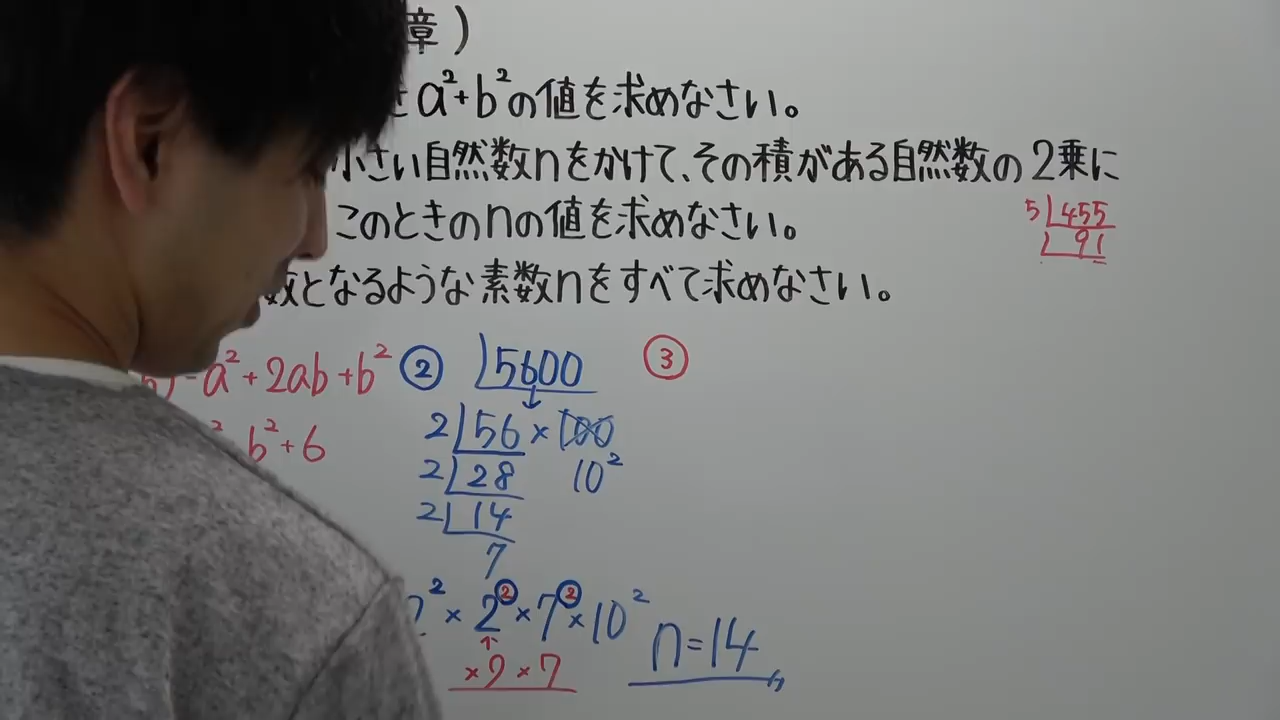 章)
a²+b²の値を求めなさい。
小さい自然数nをかけて、その積がある自然数の2乗に
このときのnの値を求めなさい。
数となるような素数nをすべて求めなさい。
5 455
91
a²+2ab+b²
b²+6
②
5600
2 56×100
2 28 10²
2 14
7
² × 2² × 7² × 10²
×2×7
n=14
③